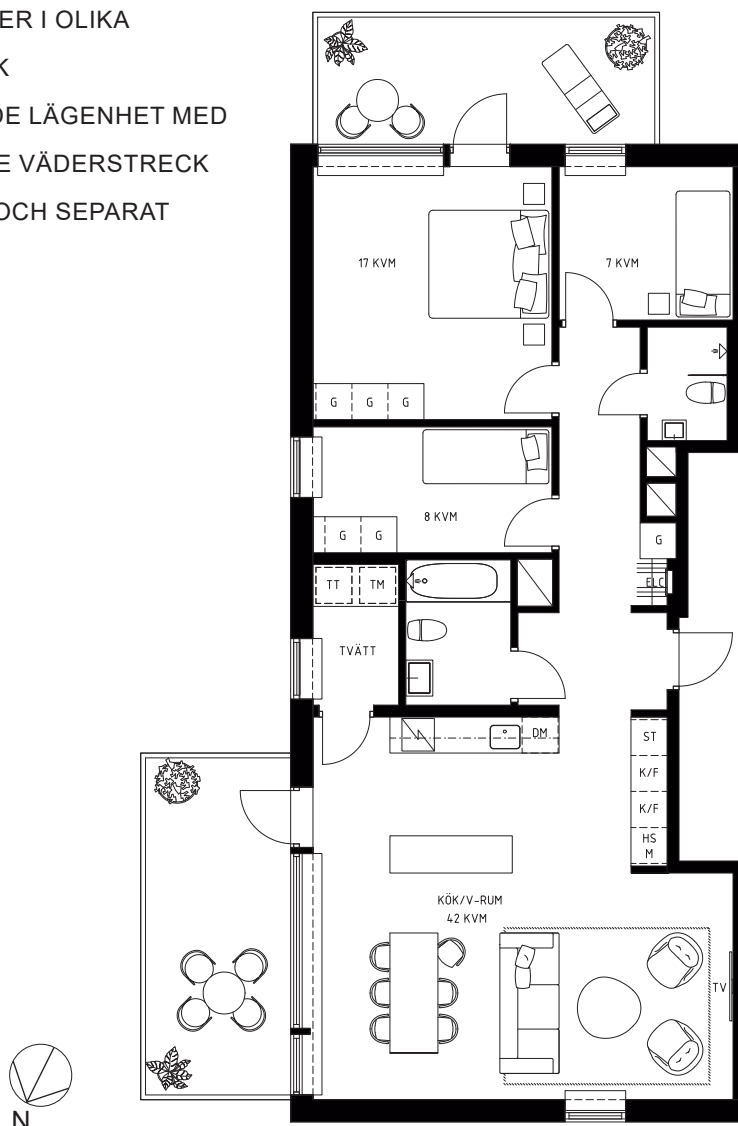 ER I OLIKA
K
DE LÄGENHET MED
E VÄDERSTRECK
OCH SEPARAT
17 KVM
7 KVM
G G G
8 KVM
G G
G
ELC
TT TM
TVÄTT
DM
ST
K/F
K/F
HS
M
KÖK/V-RUM
42 KVM
TV
N